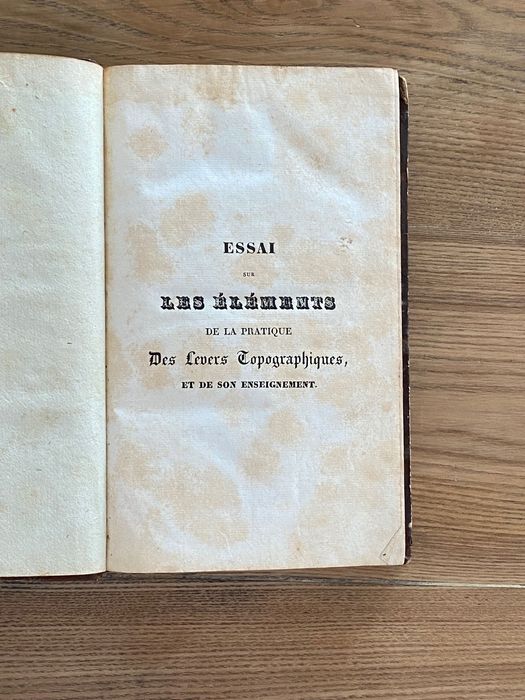 ESSAI
SUR
LES ÉLÉMENTS
DE LA PRATIQUE
Des Levers Topographiques,
ET DE SON ENSEIGNEMENT.